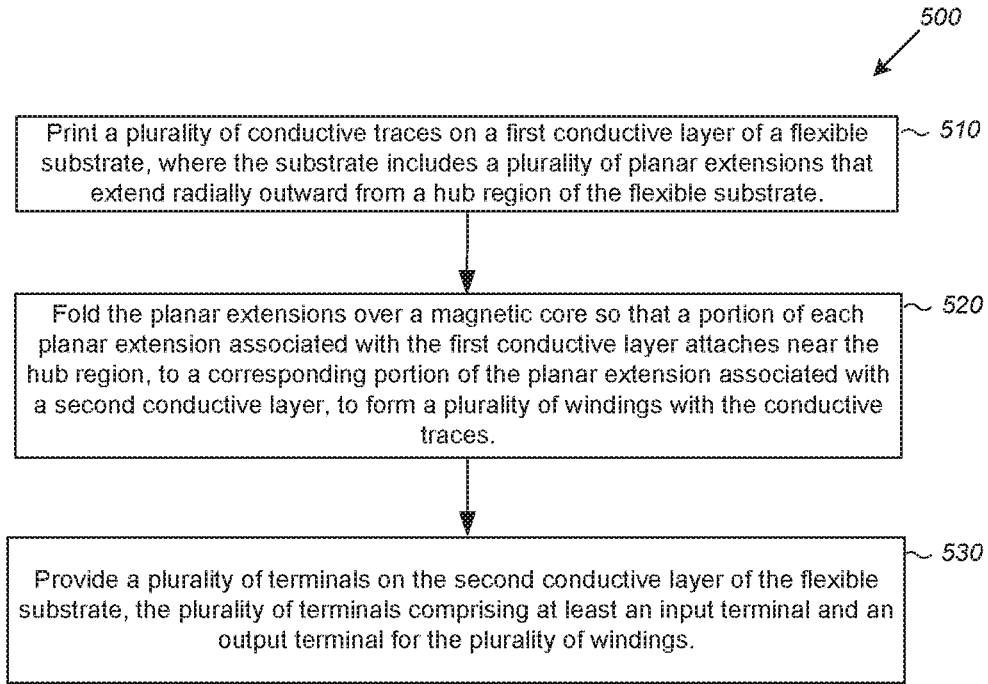 500
Print a plurality of conductive traces on a first conductive layer of a flexible
substrate, where the substrate includes a plurality of planar extensions that
extend radially outward from a hub region of the flexible substrate.
510
Fold the planar extensions over a magnetic core so that a portion of each
planar extension associated with the first conductive layer attaches near the
hub region, to a corresponding portion of the planar extension associated with
a second conductive layer, to form a plurality of windings with the conductive
traces.
520
Provide a plurality of terminals on the second conductive layer of the flexible
substrate, the plurality of terminals comprising at least an input terminal and an
output terminal for the plurality of windings.
530